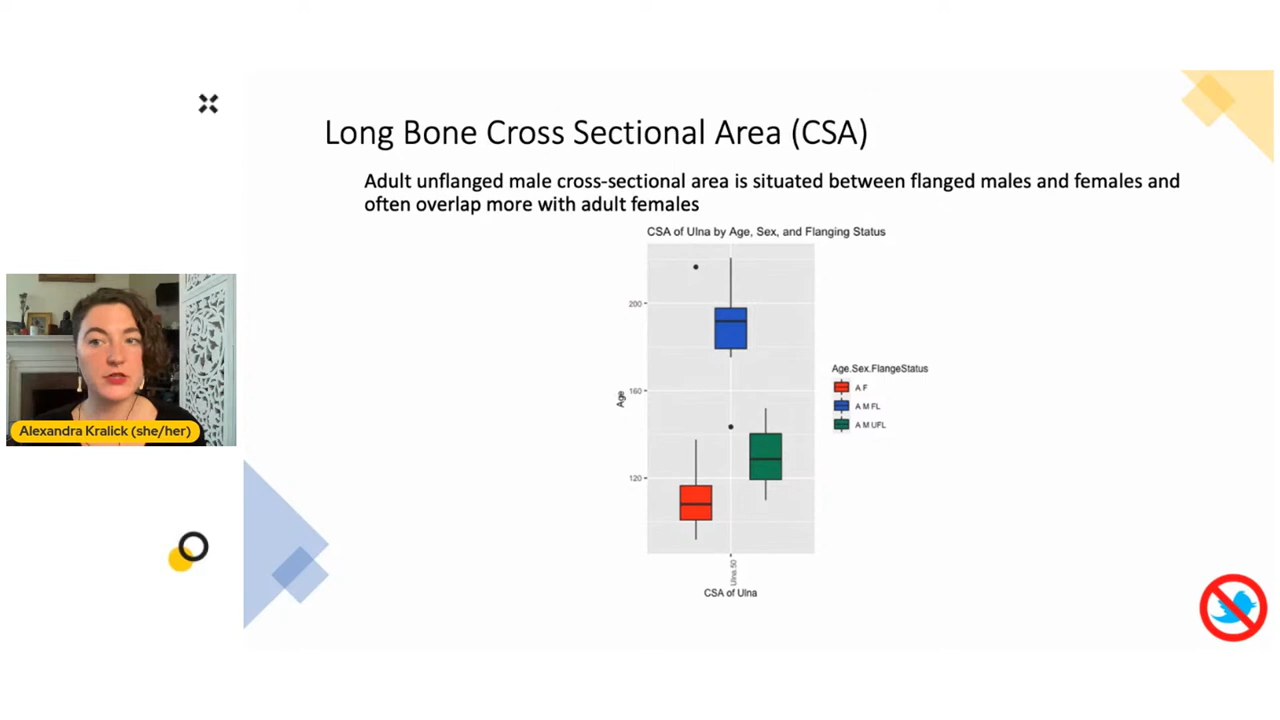 Long Bone Cross Sectional Area (CSA)
Adult unflanged male cross-sectional area is situated between flanged males and females and
often overlap more with adult females
CSA of Ulna by Age, Sex, and Flanging Status
200
160
120
Age
Ulna.50
CSA of Ulna
Age.Sex.FlangeStatus
A F
A M FL
A M UFL
Alexandra Kralick (she/her)